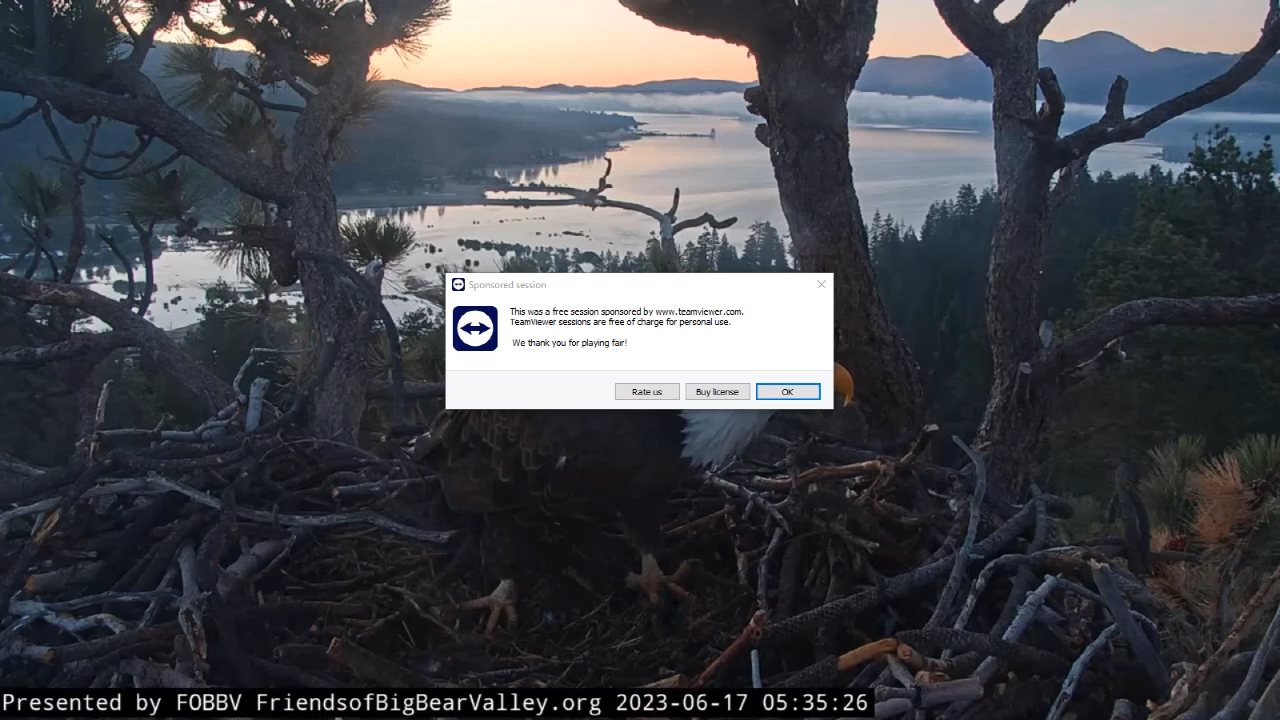 Sponsored session
This was a free session sponsored by www.teamviewer.com.
TeamViewer sessions are free of charge for personal use.
We thank you for playing fair!
Rate us
Buy license
OK
Presented by FOBBV FriendsofBigBearValley.org 2023-06-17 05:35:26